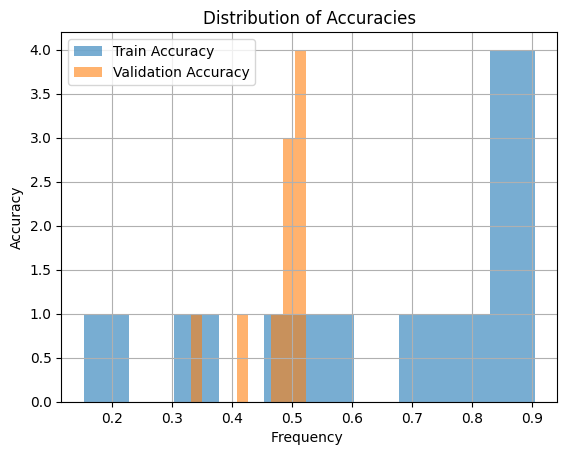 Distribution of Accuracies
Train Accuracy
Validation Accuracy
4.0
3.5
3.0
2.5
2.0
1.5
1.0
0.5
0.0
Accuracy
0.2 0.3 0.4 0.5 0.6 0.7 0.8 0.9
Frequency